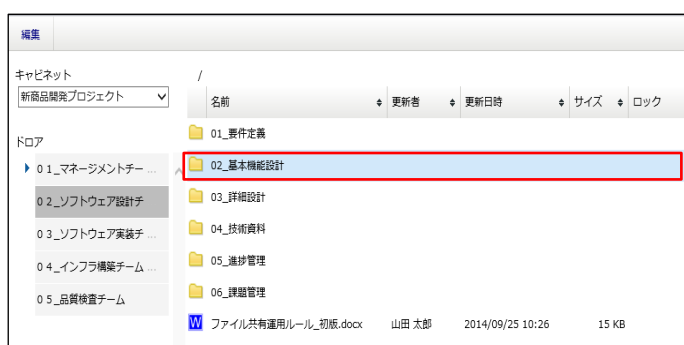 編集
キャビネット
新商品開発プロジェクト
ドロア
０１_マネージメントチー ...
０２_ソフトウェア設計チ
０３_ソフトウェア実装チ ...
０４_インフラ構築チーム ...
０５_品質検査チーム
/
名前 更新者 更新日時 サイズ ロック
01_要件定義
02_基本機能設計
03_詳細設計
04_技術資料
05_進捗管理
06_課題管理
ファイル共有運用ルール_初版.docx 山田 太郎 2014/09/25 10:26 15 KB